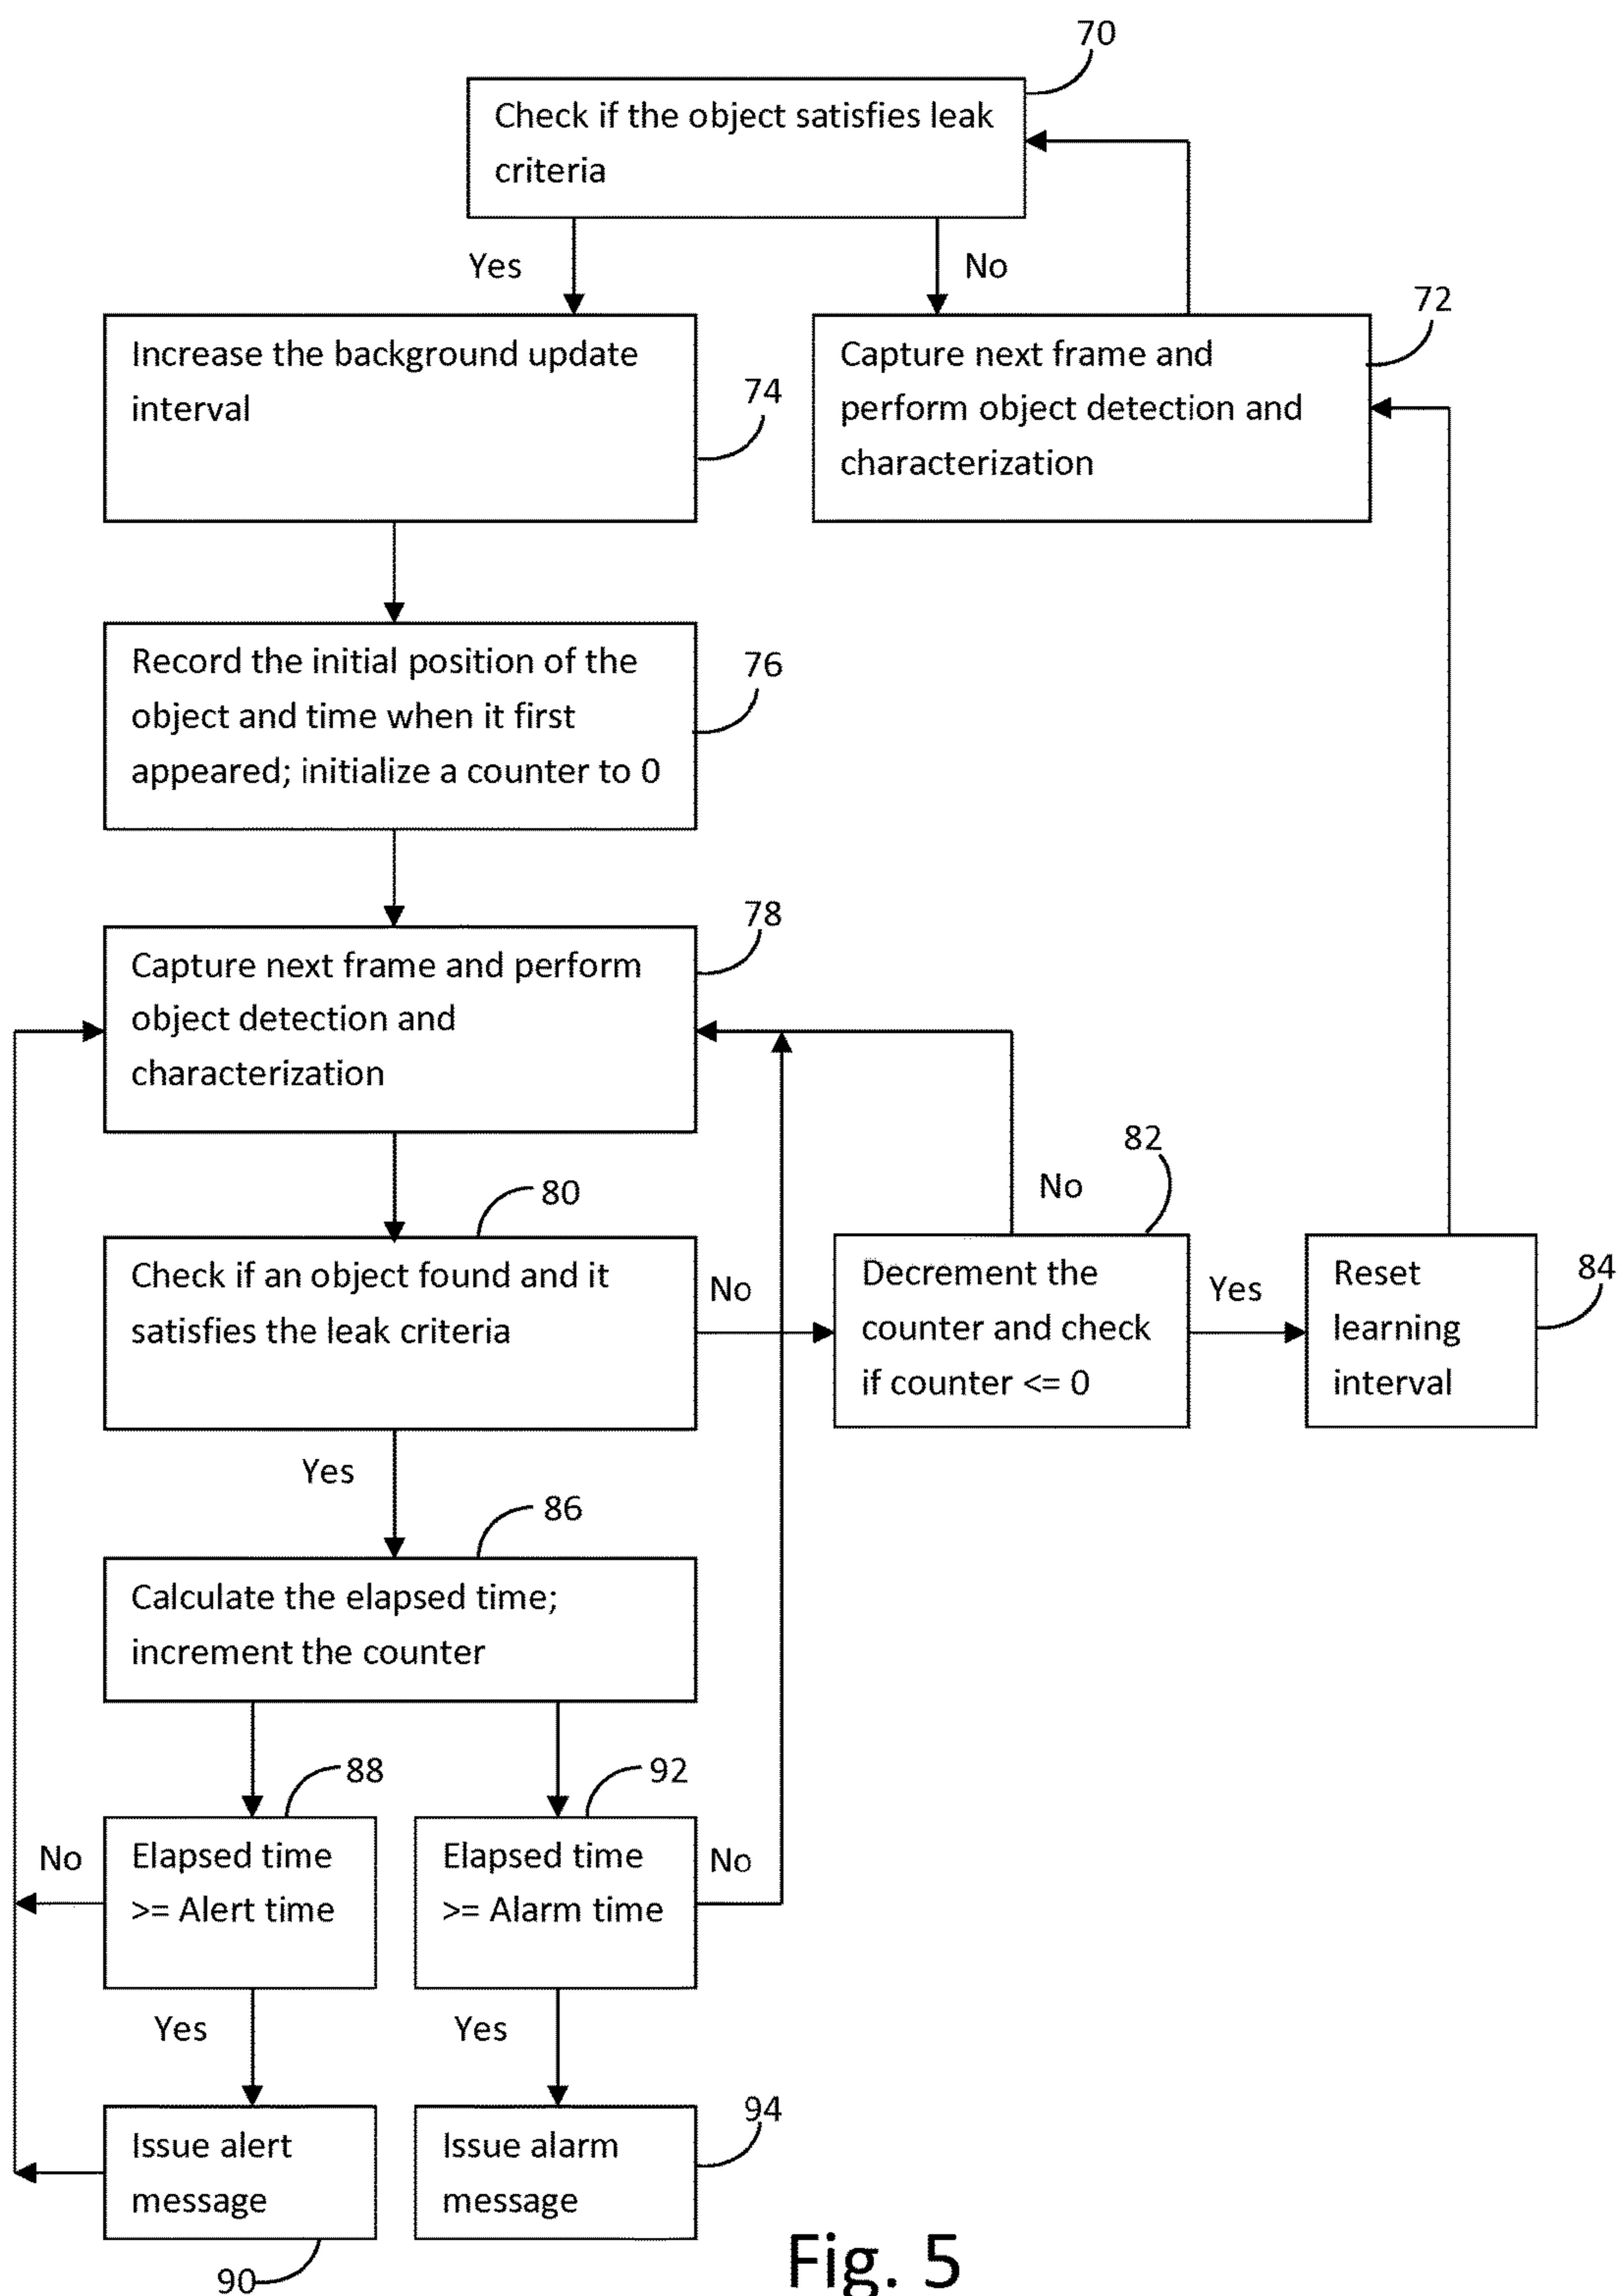 70
Check if the object satisfies leak
criteria
Yes
No
72
Increase the background update
interval
74
Capture next frame and
perform object detection and
characterization
Record the initial position of the
object and time when it first
appeared; initialize a counter to 0
76
78
Capture next frame and perform
object detection and
characterization
82
No
80
Check if an object found and it
satisfies the leak criteria
No
Decrement the
counter and check
if counter <= 0
Yes
Reset
learning
interval
84
Yes
86
Calculate the elapsed time;
increment the counter
88
92
No
Elapsed time
>= Alert time
Elapsed time
>= Alarm time
No
Yes
Yes
Issue alert
message
Issue alarm
message
94
90
Fig. 5